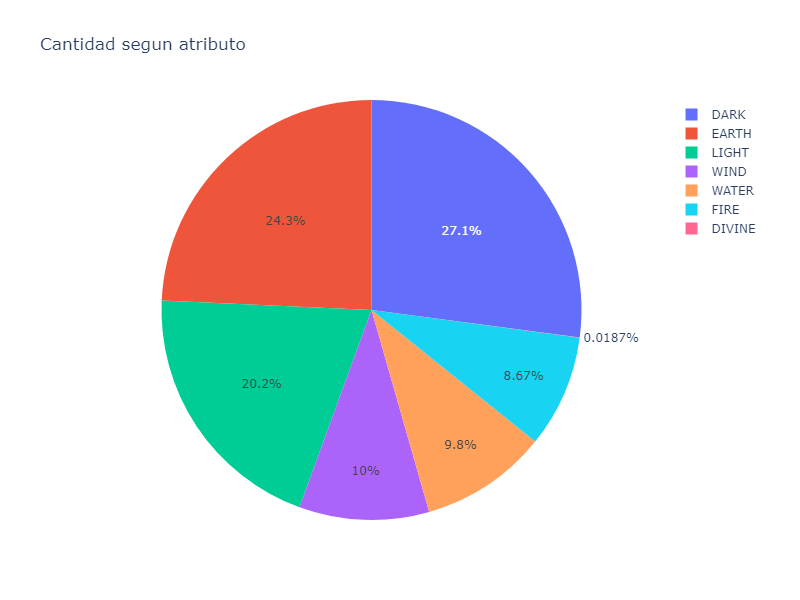 Cantidad segun atributo
DARK
EARTH
LIGHT
WIND
WATER
FIRE
DIVINE
24.3%
27.1%
0.0187%
8.67%
20.2%
9.8%
10%